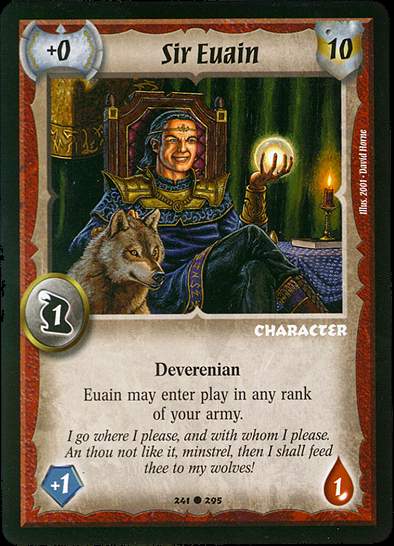 +0
Sir Euain
10
Illus. 2001 • David Horne
1
CHARACTER
Deverenian
Euain may enter play in any rank
of your army.
I go where I please, and with whom I please.
An thou not like it, minstrel, then I shall feed
thee to my wolves!
+1
241 ● 295
1